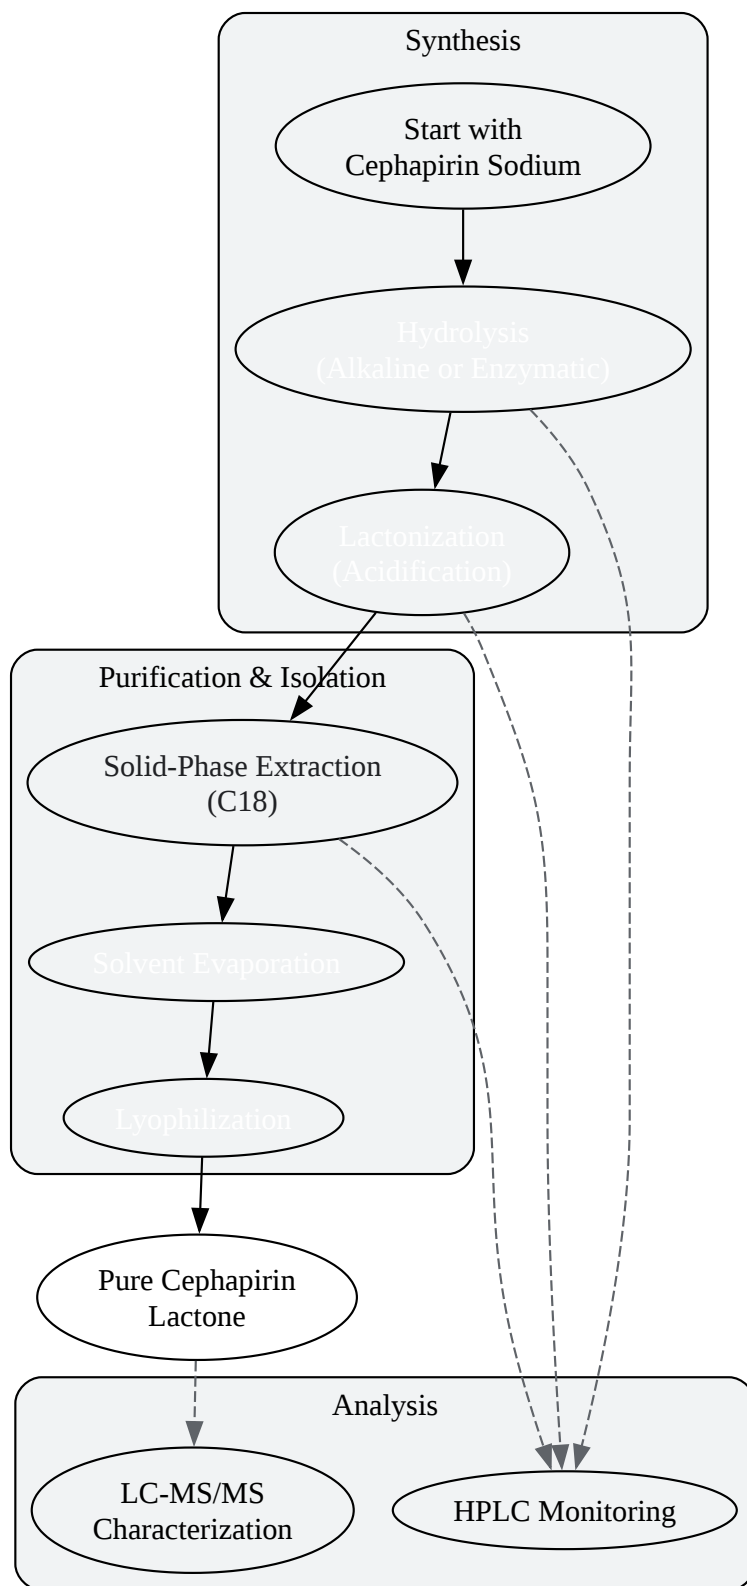 Synthesis
Start with
Cephapirin Sodium
Hydrolysis
(Alkaline or Enzymatic)
Lactonization
(Acidification)
Purification & Isolation
Solid-Phase Extraction
(C18)
Solvent Evaporation
Lyophilization
Pure Cephapirin
Lactone
Analysis
LC-MS/MS
Characterization
HPLC Monitoring